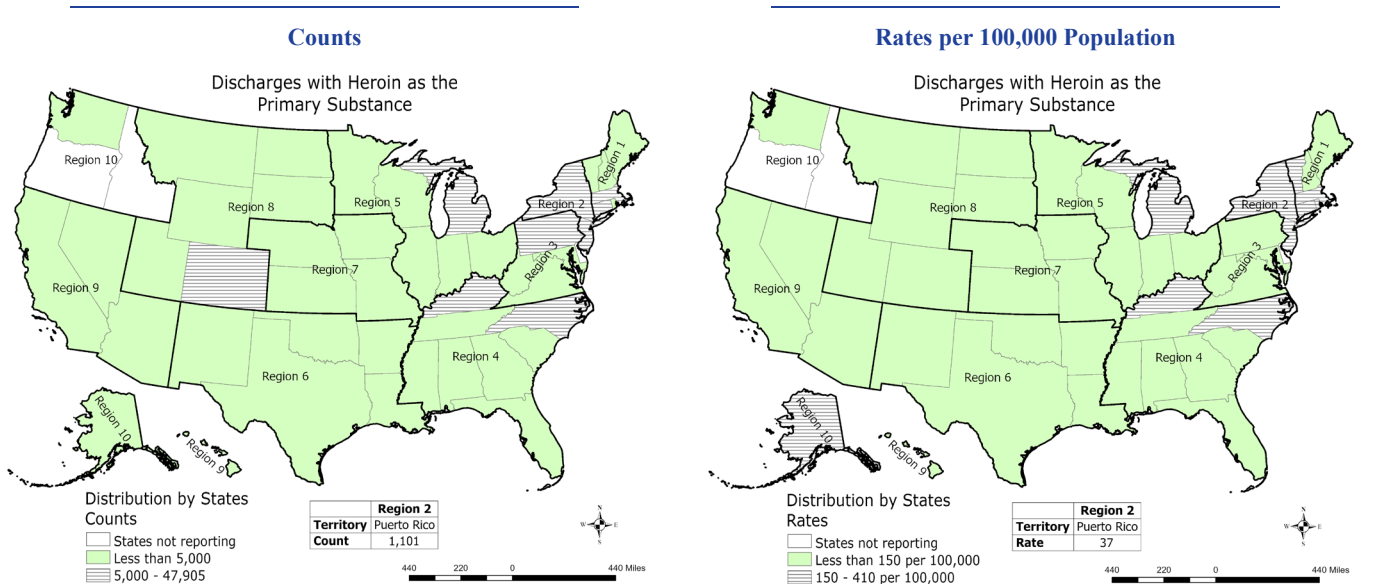 Counts
Discharges with Heroin as the
Primary Substance
Region 10
Region 8
Region 5
Region 1
Region 2
Region 3
Region 9
Region 7
Region 6
Region 4
Region 10
Region 9
Distribution by States
Counts
States not reporting
Less than 5,000
5,000 - 47,905
Region 2
Territory Puerto Rico
Count 1,101
N
W E
S
440 220 0 440 Miles
Rates per 100,000 Population
Discharges with Heroin as the
Primary Substance
Region 10
Region 8
Region 5
Region 1
Region 2
Region 3
Region 9
Region 7
Region 6
Region 4
Region 10
Region 9
Distribution by States
Rates
States not reporting
Less than 150 per 100,000
150 - 410 per 100,000
Region 2
Territory Puerto Rico
Rate 37
N
W E
S
440 220 0 440 Miles